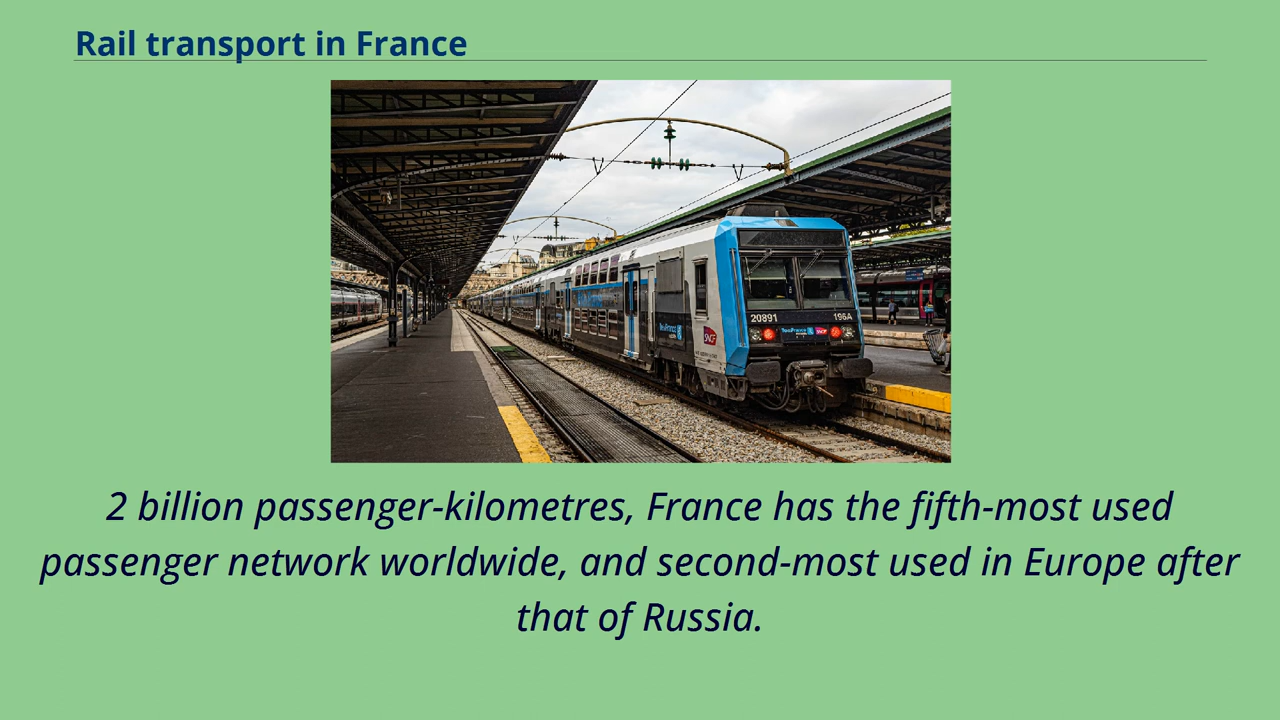 Rail transport in France
20891
196A
SNCF
2 billion passenger-kilometres, France has the fifth-most used
passenger network worldwide, and second-most used in Europe after
that of Russia.